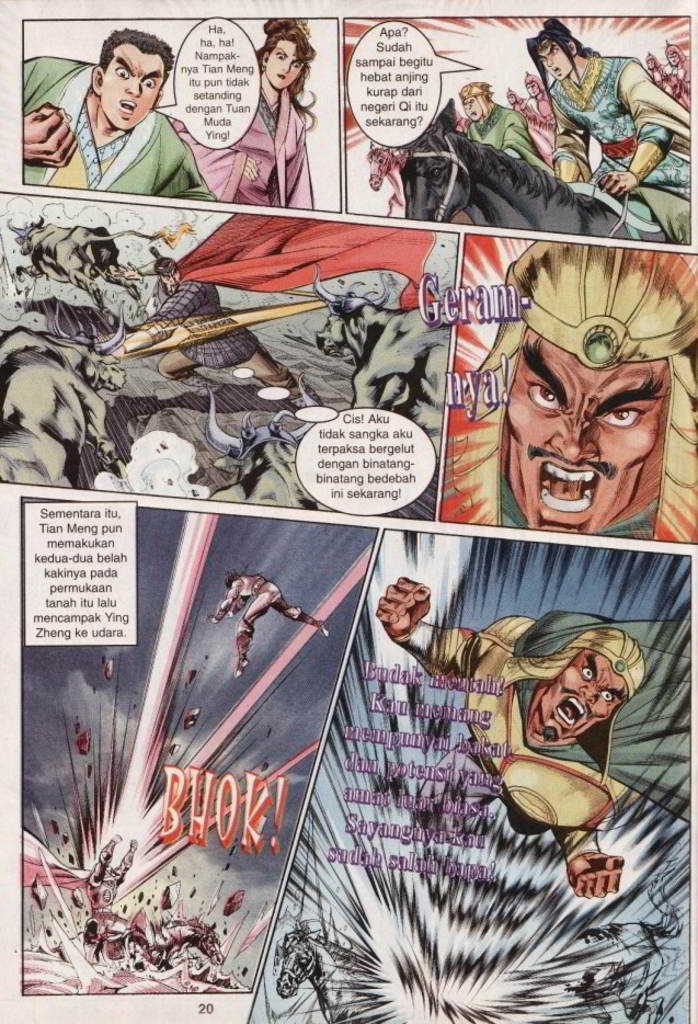 Ha,
ha, ha!
Nampak-
nya Tian Meng
pun tidak
setanding
dengan Tuan
Muda
Ying!
Apa?
Sudah
sampai begitu
hebat anjing
kurap dari
negeri Qi itu
sekarang?
Cis! Aku
tidak sangka aku
terpaksa bergelut
dengan binatang-
binatang bedebah
ini sekarang!
Geram-
nya!
Sementara itu,
Tian Meng pun
memakukan
kedua-dua belah
kakinya pada
permukaan
tanah itu lalu
mencampak Ying
Zheng ke udara.
BHOK!
Budak mentah!
Kau memang
mempunyai bakat
dan potensi yang
amat luar biasa.
Sayangnya kau
sudah salah bapa!
20